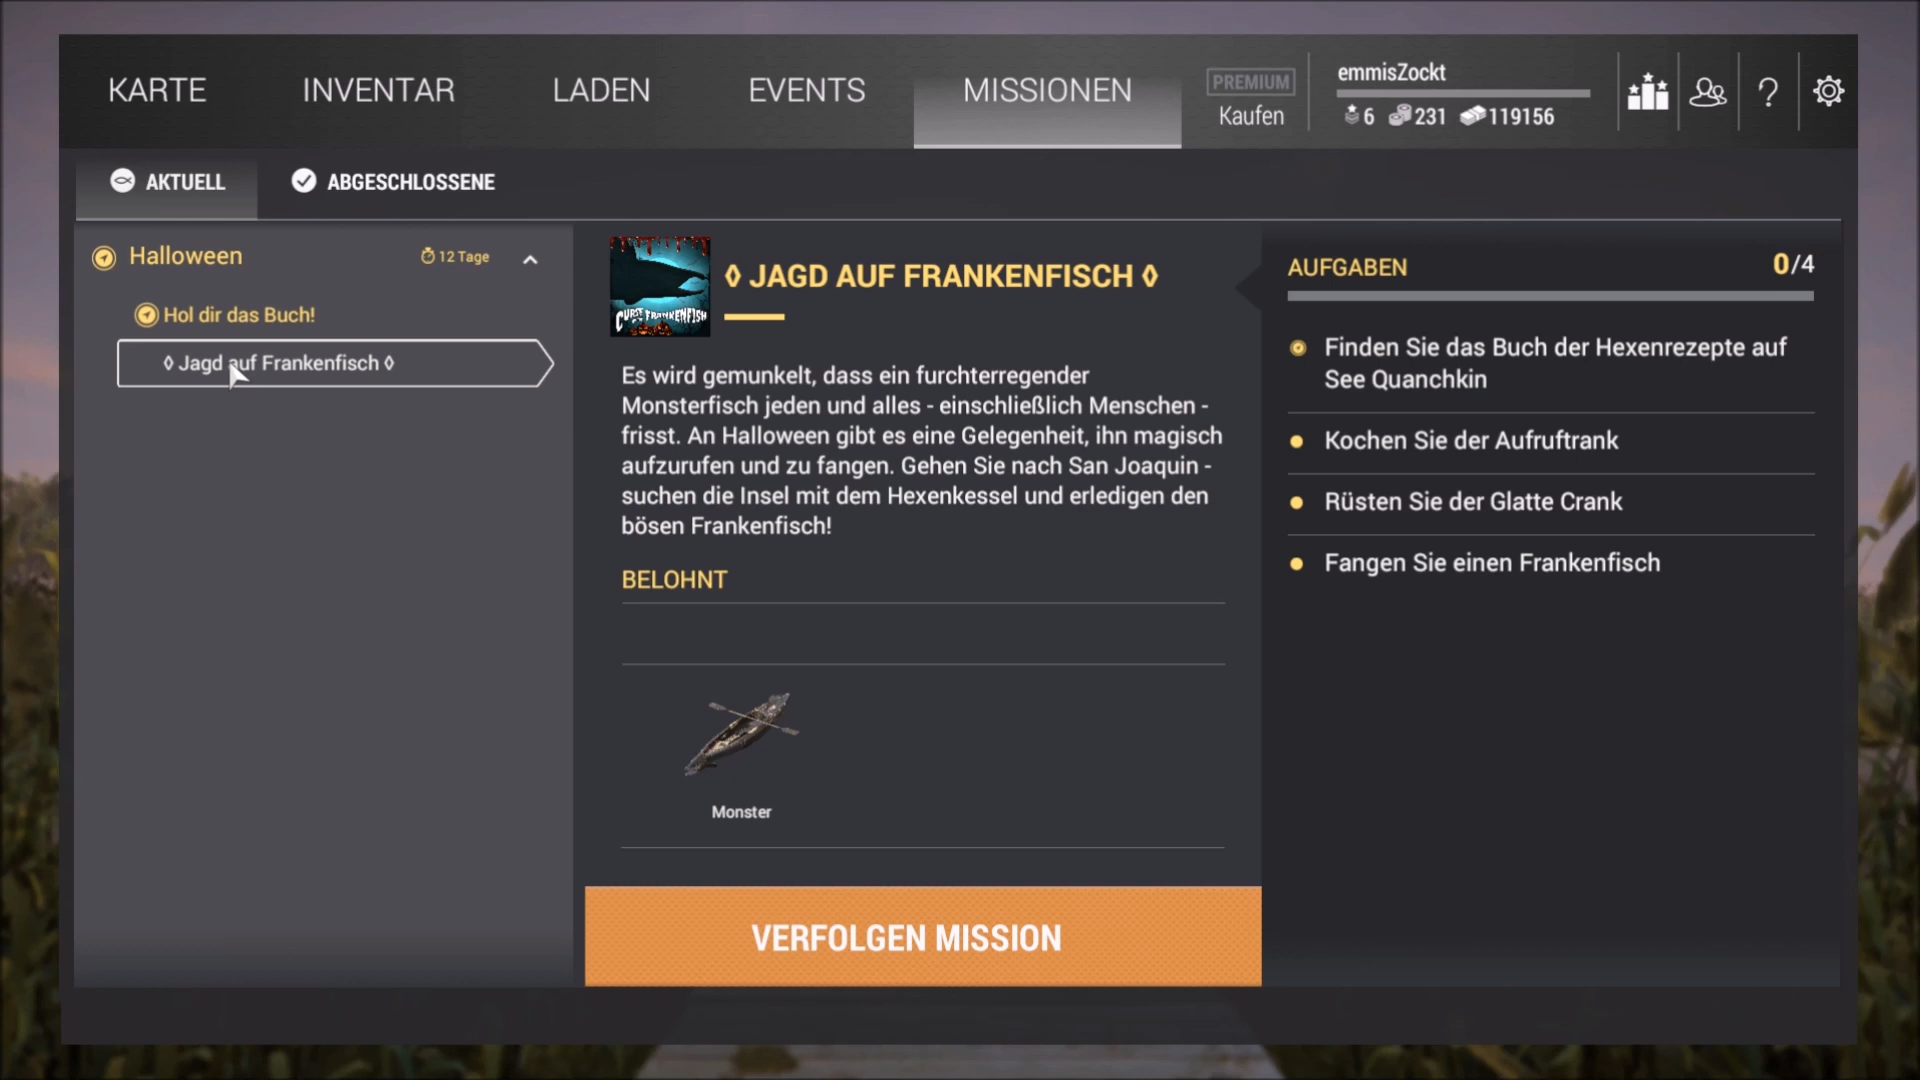 KARTE
INVENTAR
LADEN
EVENTS
MISSIONEN
PREMIUM
Kaufen
emmisZockt
6 231 119156
?
AKTUELL
ABGESCHLOSSENE
Halloween
12 Tage
Hol dir das Buch!
◊ Jagd auf Frankenfisch ◊
CURSE OF FRANKENFISH
◊ JAGD AUF FRANKENFISCH ◊
Es wird gemunkelt, dass ein furchterregender
Monsterfisch jeden und alles - einschließlich Menschen -
frisst. An Halloween gibt es eine Gelegenheit, ihn magisch
aufzurufen und zu fangen. Gehen Sie nach San Joaquin -
suchen die Insel mit dem Hexenkessel und erledigen den
bösen Frankenfisch!
BELOHNT
Monster
VERFOLGEN MISSION
AUFGABEN
0/4
Finden Sie das Buch der Hexenrezepte auf
See Quanchkin
Kochen Sie der Aufruftrank
Rüsten Sie der Glatte Crank
Fangen Sie einen Frankenfisch